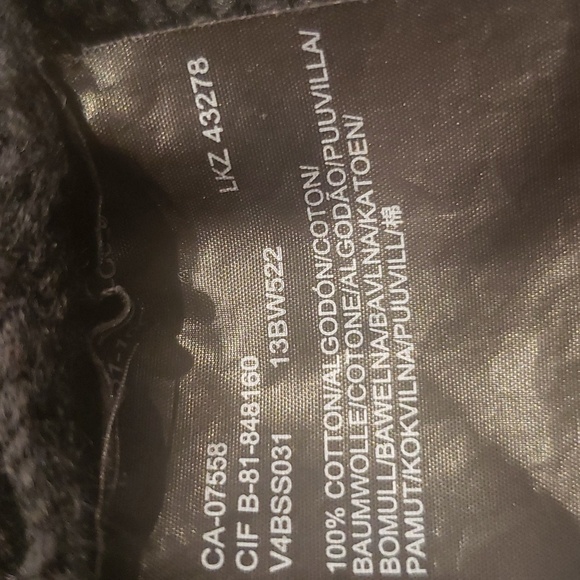 CA-07558 LKZ 43278
CIF B-81-848160
V4BSS031 13BW522
100% COTTON/ALGODÓN/COTON/
BAUMWOLLE/COTONE/ALGODÃO/PUUVILLA/
BOMULL/BAWEŁNA/BAVLNA/KATOEN/
PAMUT/KOKVILNA/PUUVILL/棉